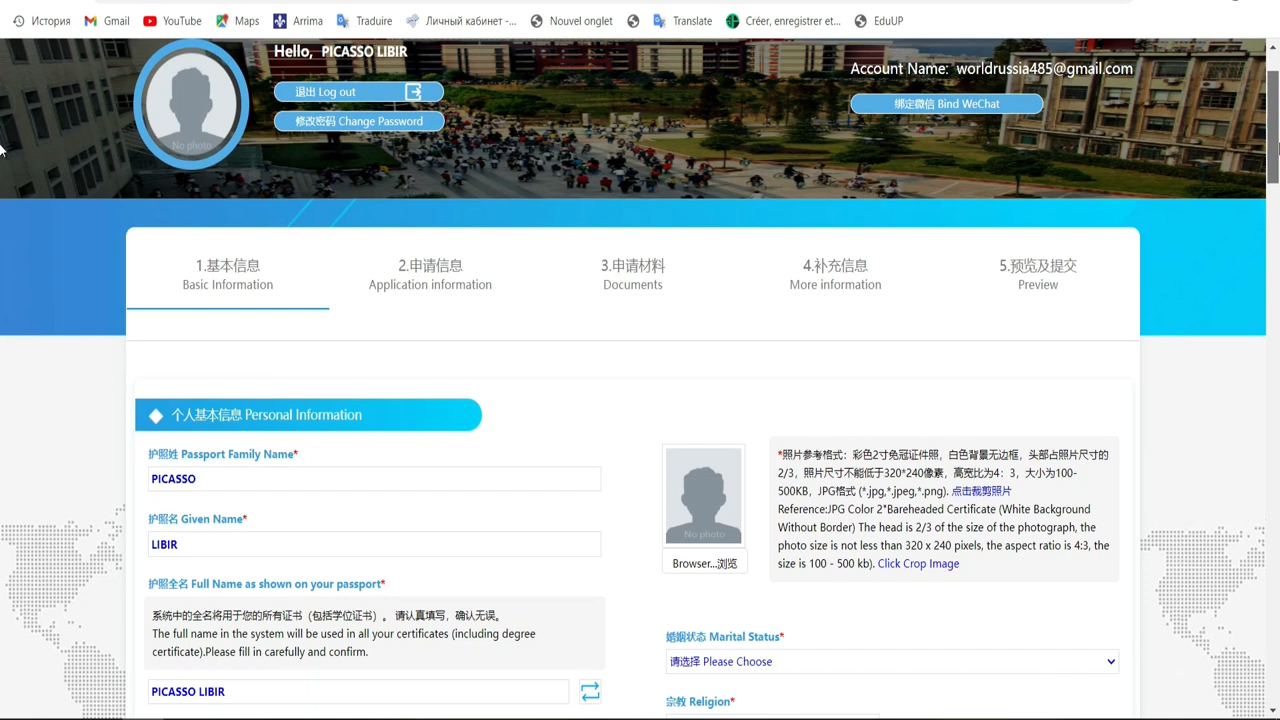 История Gmail YouTube Maps Arrima Traduire Личный кабинет -... Nouvel onglet Translate Créer, enregistrer et... EduUP
Hello, PICASSO LIBIR
Account Name: worldrussia485@gmail.com
退出 Log out
绑定微信 Bind WeChat
修改密码 Change Password
No photo
1.基本信息 2.申请信息 3.申请材料 4.补充信息 5.预览及提交
Basic Information Application information Documents More information Preview
个人基本信息 Personal Information
护照姓 Passport Family Name*
PICASSO
护照名 Given Name*
LIBIR
护照全名 Full Name as shown on your passport*
系统中的全名将用于您的所有证书（包括学位证书）。 请认真填写，确认无误。
The full name in the system will be used in all your certificates (including degree
certificate).Please fill in carefully and confirm.
PICASSO LIBIR
No photo
Browser...浏览
*照片参考格式：彩色2寸免冠证件照，白色背景无边框，头部占照片尺寸的
2/3，照片尺寸不能低于320*240像素，高宽比为4：3，大小为100-
500KB，JPG格式 (*.jpg,*.jpeg,*.png). 点击裁剪照片
Reference:JPG Color 2"Bareheaded Certificate (White Background
Without Border) The head is 2/3 of the size of the photograph, the
photo size is not less than 320 x 240 pixels, the aspect ratio is 4:3, the
size is 100 - 500 kb). Click Crop Image
婚姻状态 Marital Status*
请选择 Please Choose
宗教 Religion*